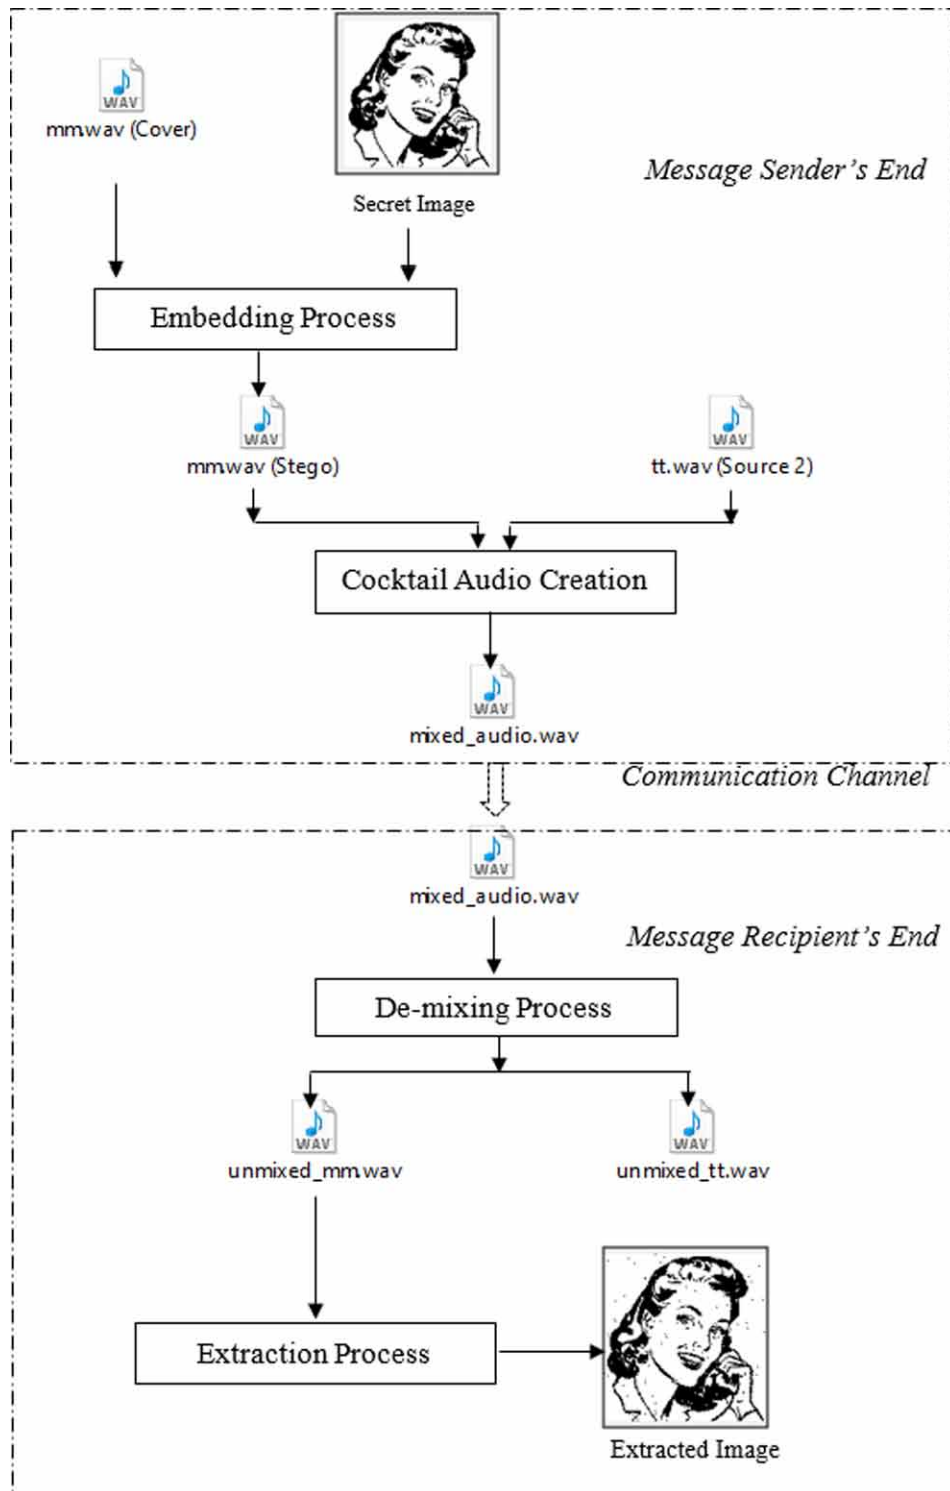 WAV
mm.wav (Cover)
Secret Image
Message Sender's End
Embedding Process
WAV
mm.wav (Stego)
WAV
tt.wav (Source 2)
Cocktail Audio Creation
WAV
mixed_audio.wav
Communication Channel
WAV
mixed_audio.wav
Message Recipient's End
De-mixing Process
WAV
unmixed_mm.wav
WAV
unmixed_tt.wav
Extraction Process
Extracted Image